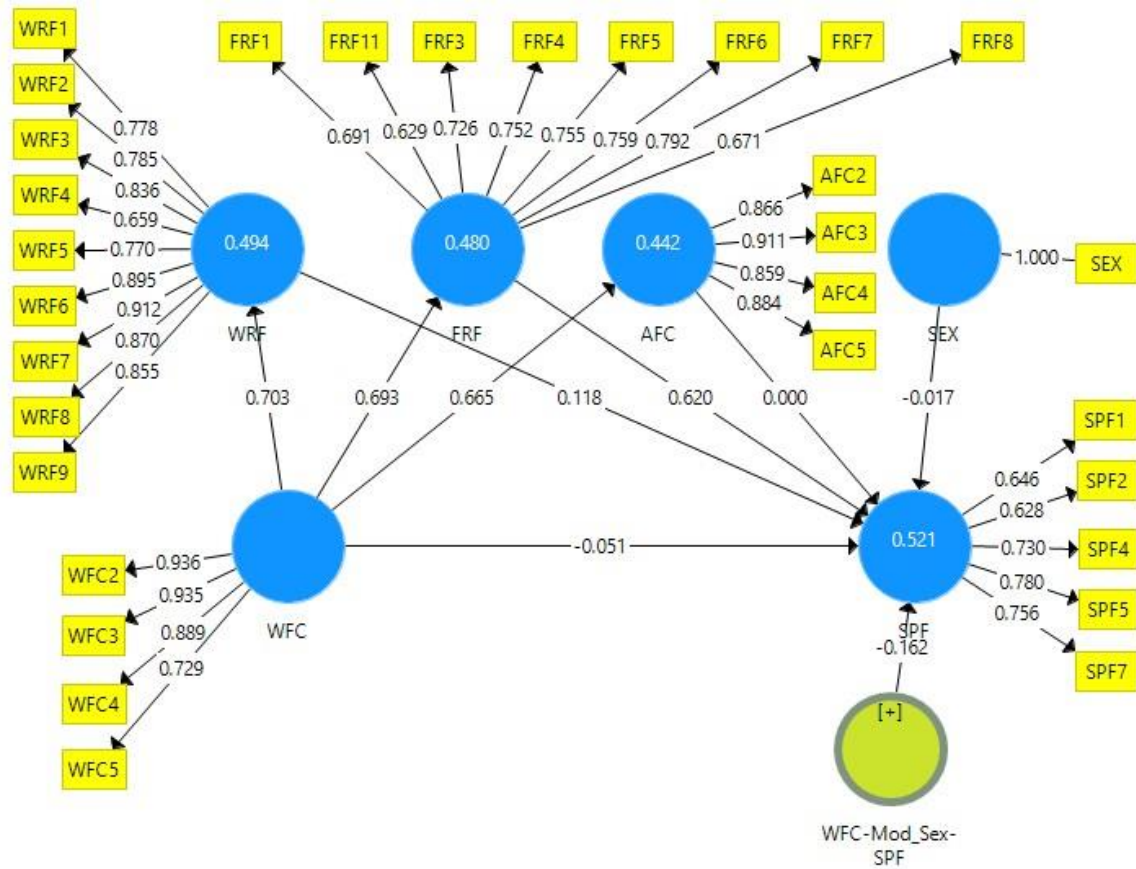 WRF1
FRF1
FRF11
FRF3
FRF4
FRF5
FRF6
FRF7
FRF8
WRF2
WRF3
WRF4
WRF5
WRF6
WRF7
WRF8
WRF9
0.778
0.785
0.836
0.659
0.770
0.895
0.912
0.870
0.855
0.691
0.629
0.726
0.752
0.755
0.759
0.792
0.671
0.494
WRF
0.480
FRF
0.442
AFC
0.866
0.911
0.859
0.884
AFC2
AFC3
AFC4
AFC5
SEX
1.000
SEX
0.703
0.693
0.665
0.118
0.620
0.000
-0.017
WFC2
WFC3
WFC4
WFC5
0.936
0.935
0.889
0.729
WFC
-0.051
0.521
SPF
0.646
0.628
0.730
0.780
0.756
SPF1
SPF2
SPF4
SPF5
SPF7
-0.162
[+]
WFC-Mod_Sex-
SPF